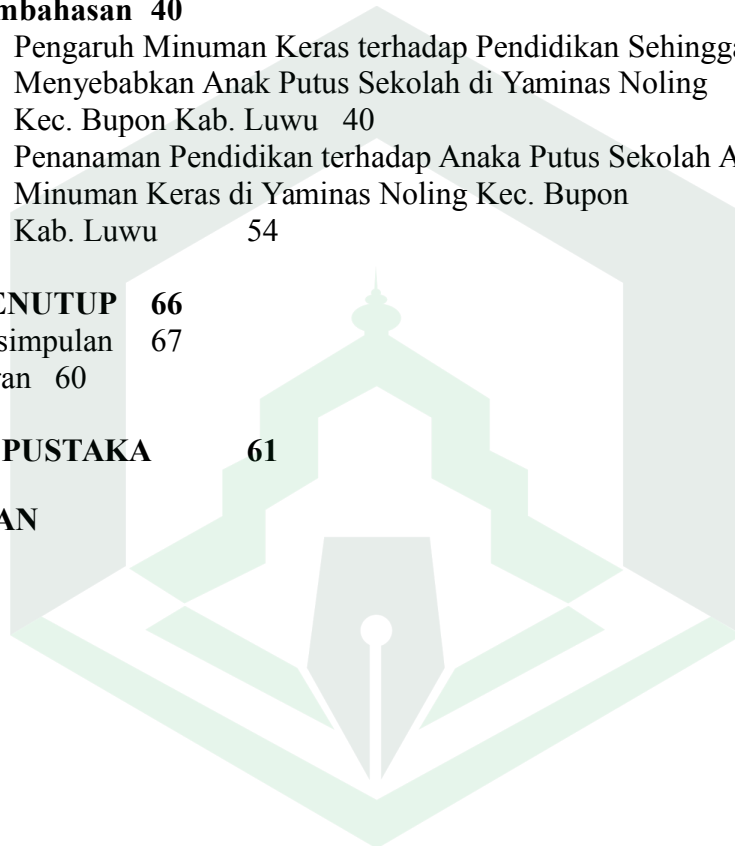 mbahasan 40
Pengaruh Minuman Keras terhadap Pendidikan Sehingga
Menyebabkan Anak Putus Sekolah di Yaminas Noling
Kec. Bupon Kab. Luwu 40
Penanaman Pendidikan terhadap Anaka Putus Sekolah A
Minuman Keras di Yaminas Noling Kec. Bupon
Kab. Luwu 54
ENUTUP 66
simpulan 67
ran 60
PUSTAKA 61
AN